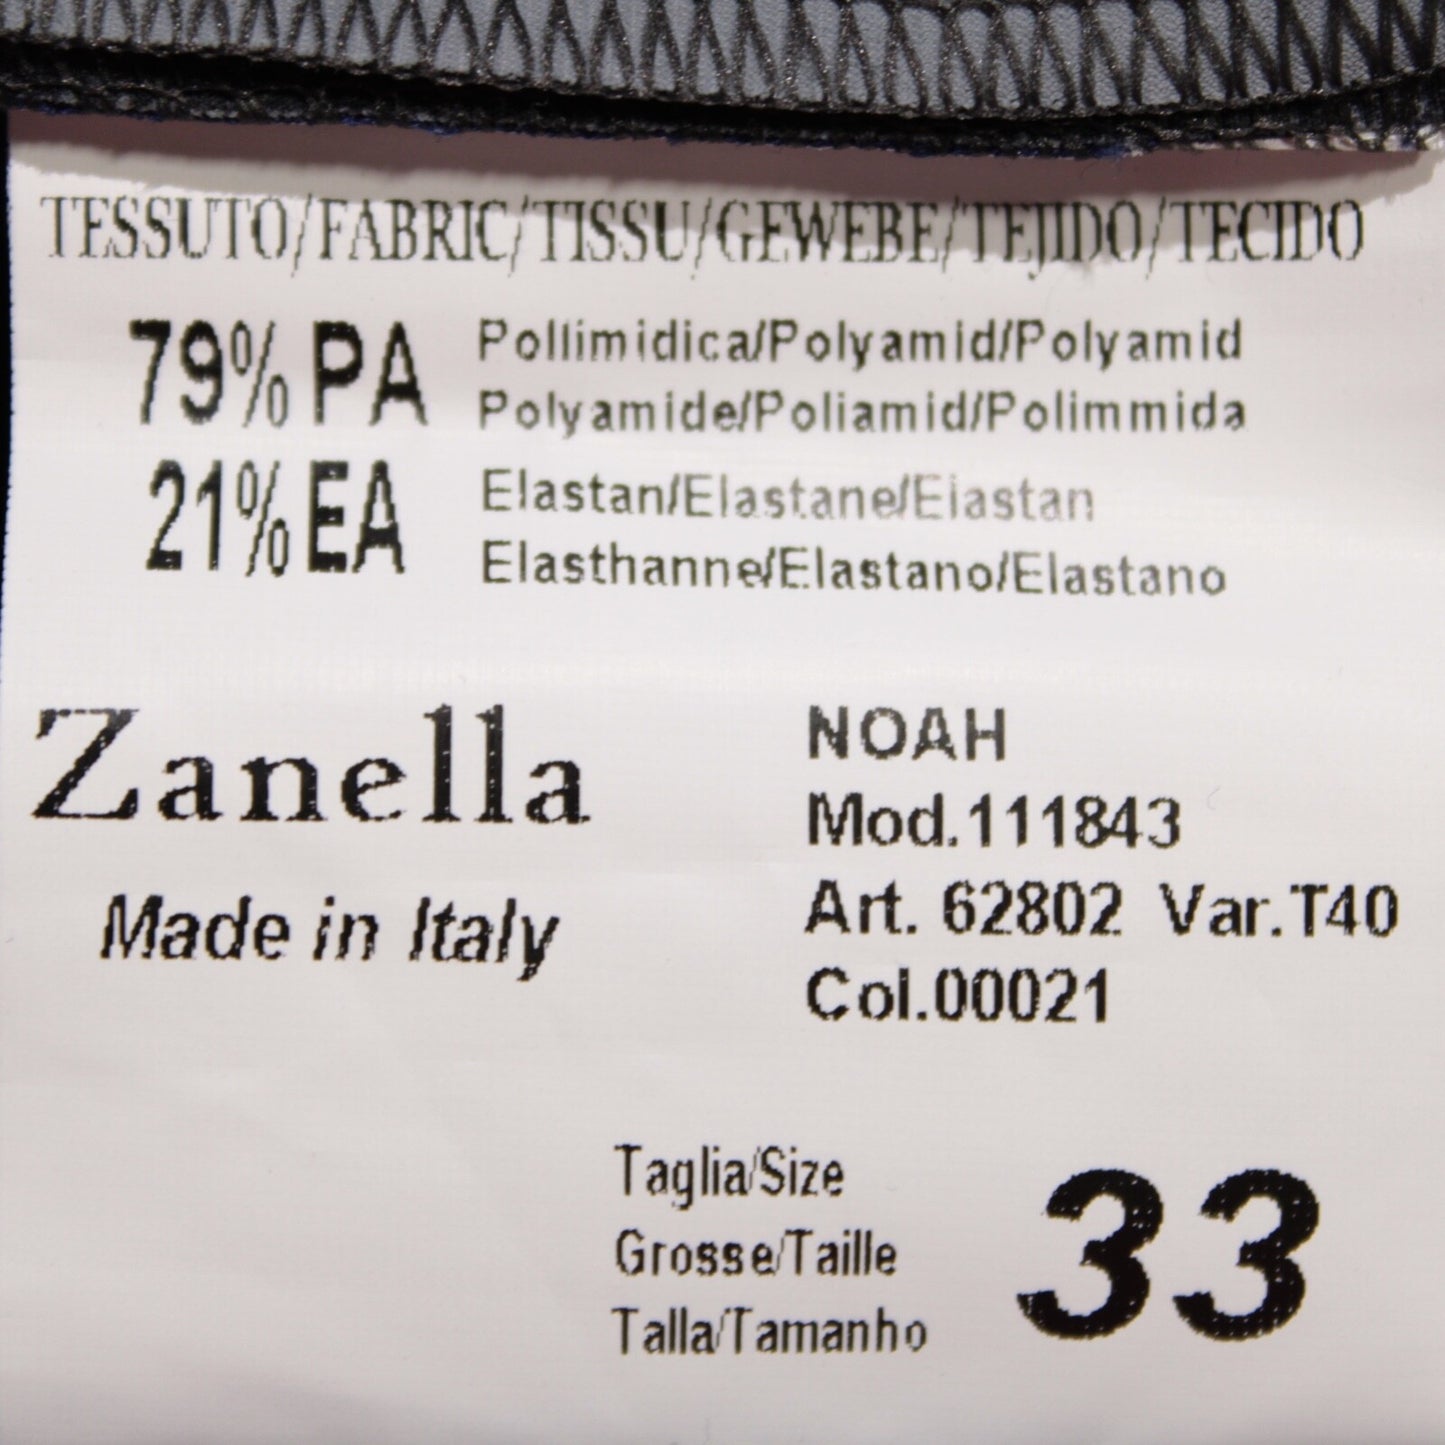 TESSUTO/FABRIC/TISSU/GEWEBE/TEJIDO/TECIDO
79% PA Pollimidica/Polyamid/Polyamid
Polyamide/Poliamid/Polimmida
21% EA Elastan/Elastane/Elastan
Elasthanne/Elastano/Elastano
Zanella
Made in Italy
NOAH
Mod.111843
Art. 62802 Var.T40
Col.00021
Taglia/Size
Grosse/Taille
Talla/Tamanho
33